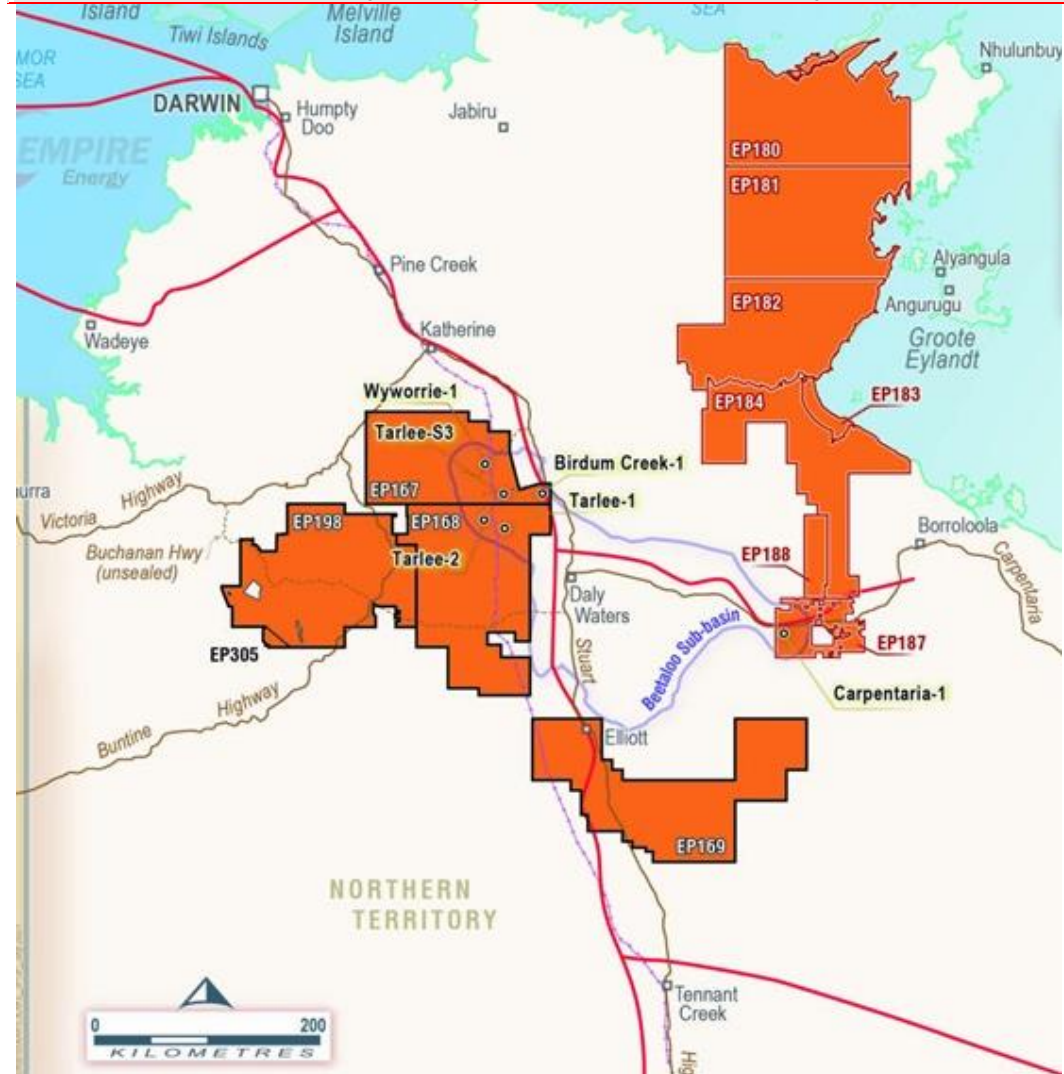 Island
Melville
Island
SEA
Tiwi Islands
MOR
SEA
Nhulunbuy
DARWIN
Humpty
Doo
Jabiru
EMPIRE
Energy
EP180
EP181
Pine Creek
Alyangula
EP182
Angurugu
Wadeye
Katherine
Groote
Eylandt
Wyworrie-1
EP184
EP183
Tarlee-S3
Birdum Creek-1
EP167
Tarlee-1
urra
Highway
Victoria
EP198
EP168
Borroloola
Buchanan Hwy
(unsealed)
Tarlee-2
EP188
Carpentaria
Daly
Waters
EP305
Stuart
Beetaloo Sub-basin
EP187
Highway
Carpentaria-1
Buntine
Elliott
EP169
NORTHERN
TERRITORY
Tennant
Creek
0 200
KILOMETRES
Hig